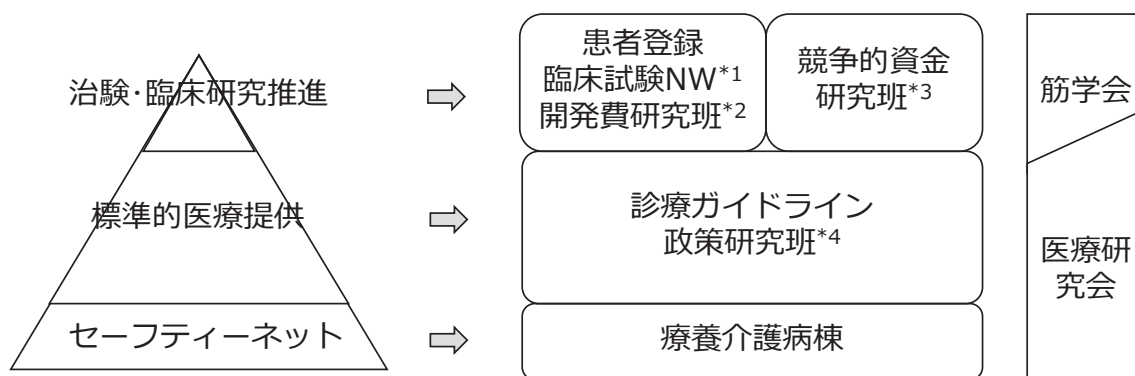 治験･臨床研究推進
患者登録
臨床試験NW*1
開発費研究班*2
競争的資金
研究班*3
筋学会
標準的医療提供
診療ガイドライン
政策研究班*4
医療研
究会
セーフティーネット
療養介護病棟